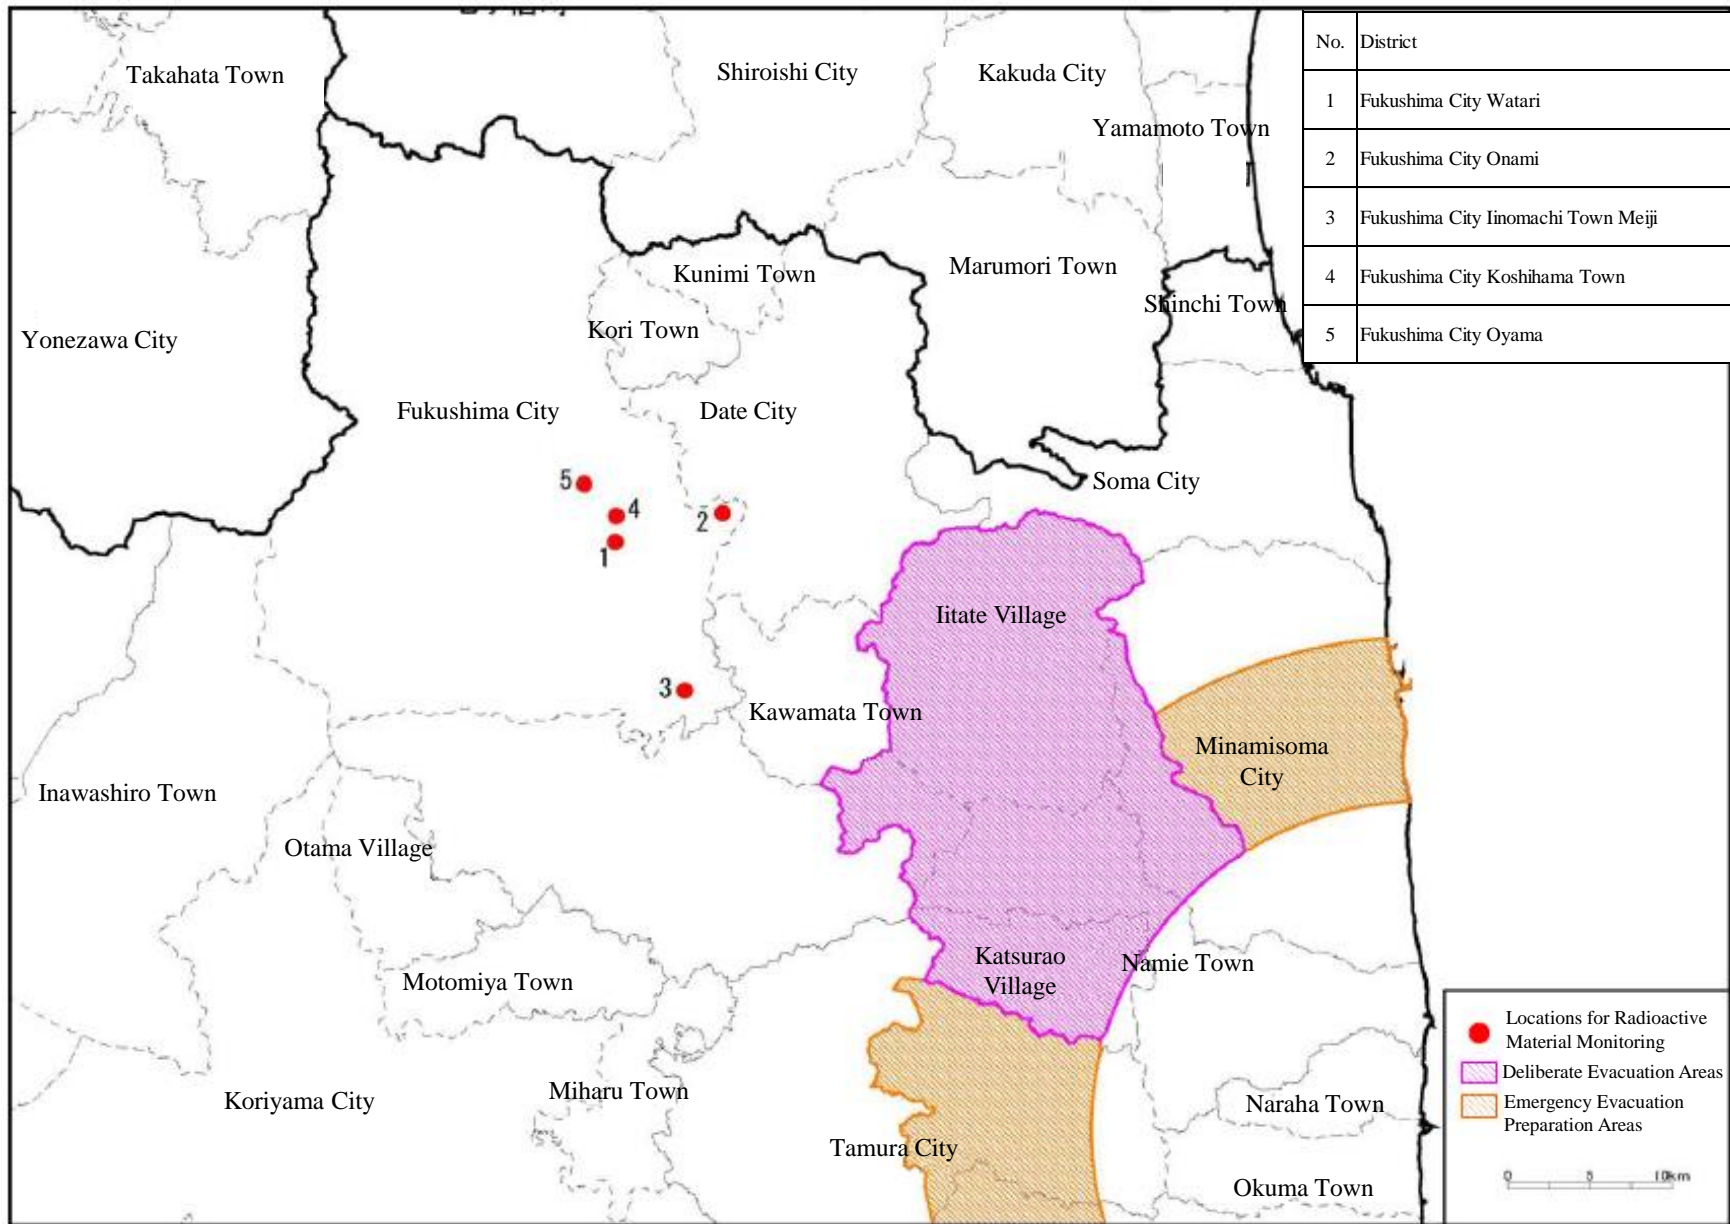 No. District
1 Fukushima City Watari
2 Fukushima City Onami
3 Fukushima City Iinomachi Town Meiji
4 Fukushima City Koshihama Town
5 Fukushima City Oyama
Takahata Town
Shiroishi City
Kakuda City
Yamamoto Town
Kunimi Town
Marumori Town
Shinchi Town
Kori Town
Yonezawa City
Fukushima City
Date City
Soma City
5
4
2
1
Iitate Village
3
Kawamata Town
Minamisoma
City
Inawashiro Town
Otama Village
Katsurao
Village
Namie Town
Motomiya Town
Koriyama City
Miharu Town
Naraha Town
Tamura City
Okuma Town
Locations for Radioactive
Material Monitoring
Deliberate Evacuation Areas
Emergency Evacuation
Preparation Areas
0 5 10km